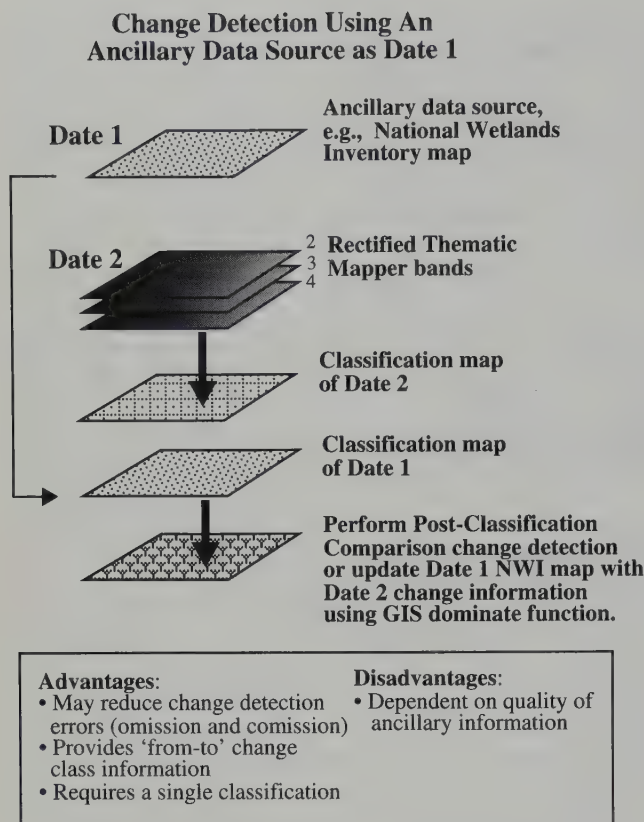 Change Detection Using An
Ancillary Data Source as Date 1
Date 1
Ancillary data source,
e.g., National Wetlands
Inventory map
Date 2
2
3
4
Rectified Thematic
Mapper bands
Classification map
of Date 2
Classification map
of Date 1
Perform Post-Classification
Comparison change detection
or update Date 1 NWI map with
Date 2 change information
using GIS dominate function.
Advantages:
• May reduce change detection
errors (omission and comission)
• Provides ‘from-to’ change
class information
• Requires a single classification
Disadvantages:
• Dependent on quality of
ancillary information